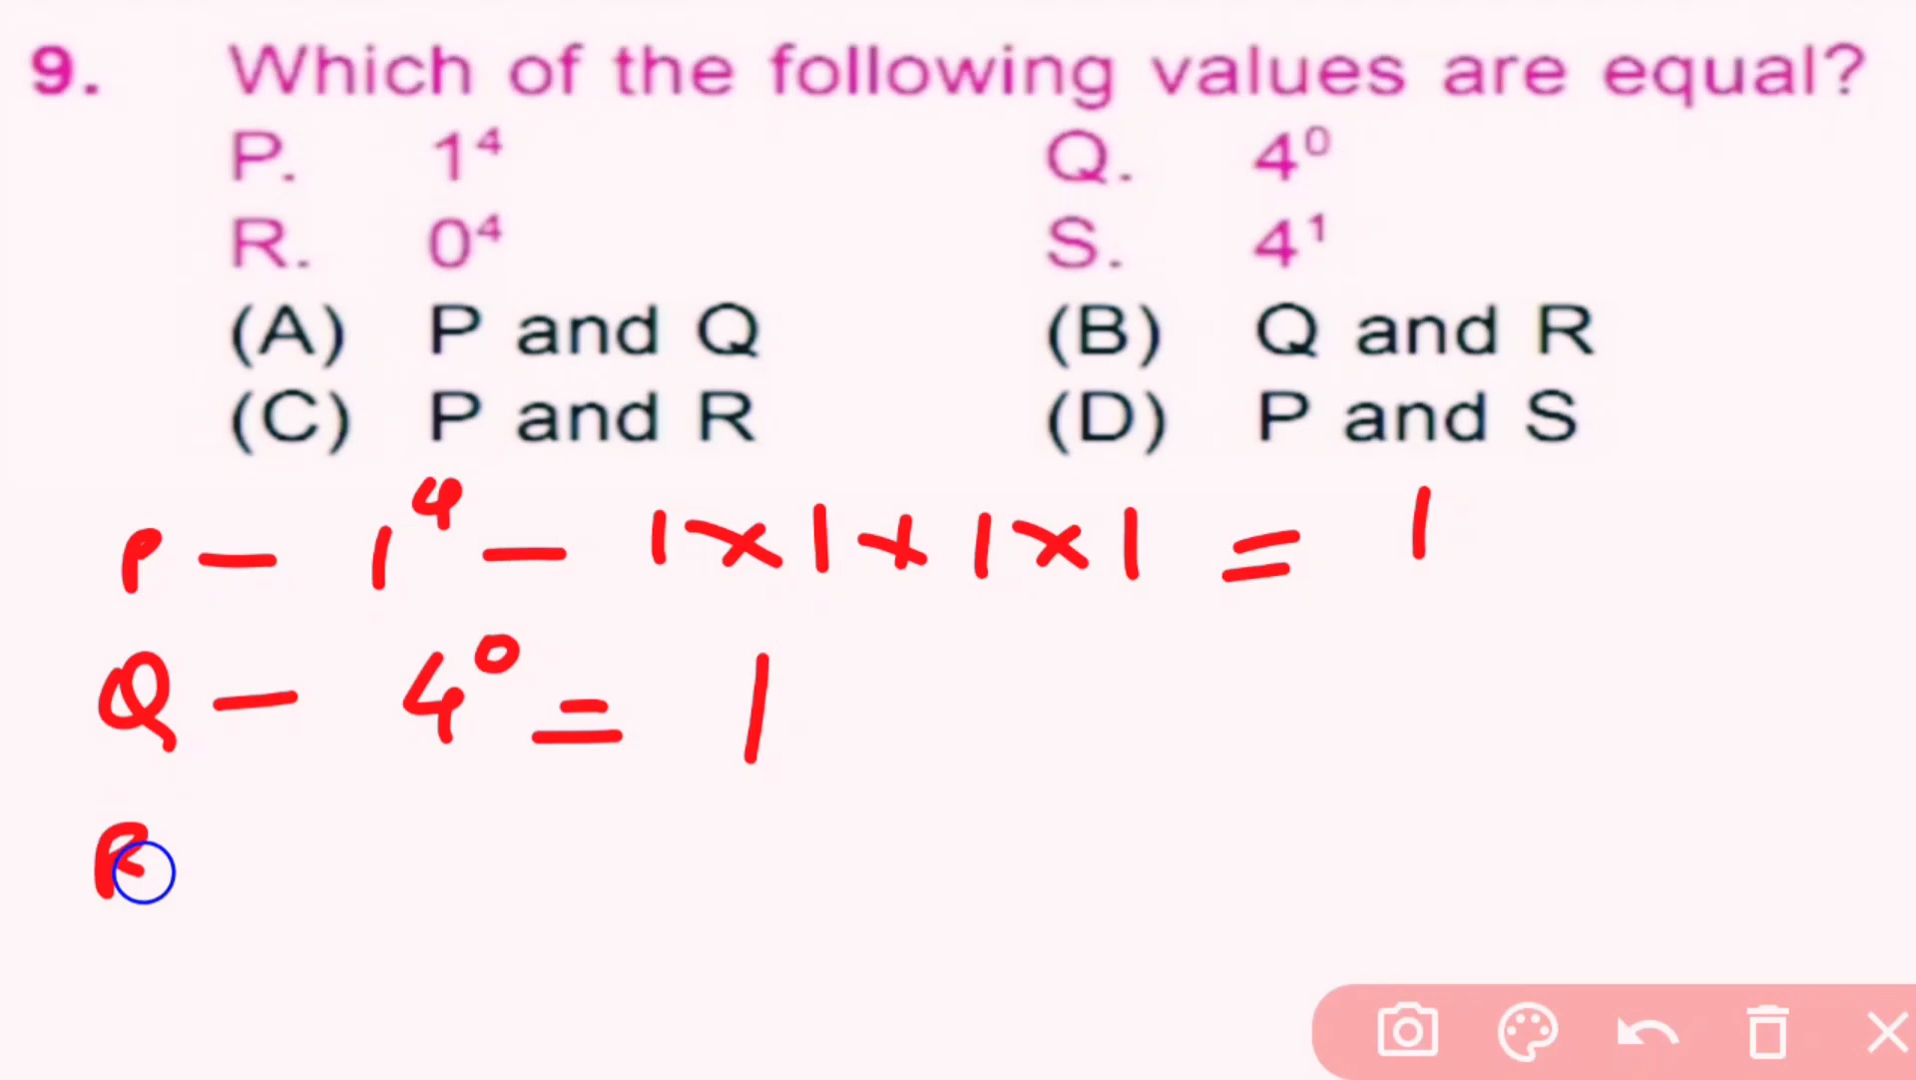 9. Which of the following values are equal?
P. 1⁴ Q. 4⁰
R. 0⁴ S. 4¹
(A) P and Q (B) Q and R
(C) P and R (D) P and S
P – 1⁴ – 1×1×1×1 = 1
Q – 4⁰ = 1
R